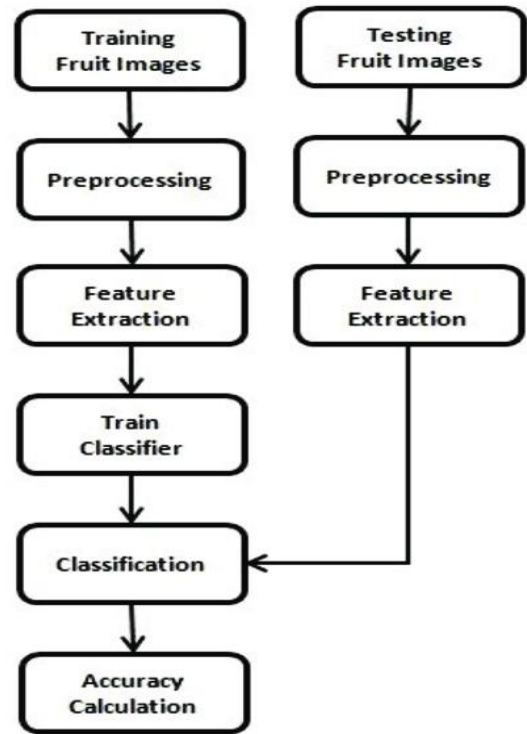 Training
Fruit Images
Preprocessing
Feature
Extraction
Train
Classifier
Classification
Accuracy
Calculation
Testing
Fruit Images
Preprocessing
Feature
Extraction